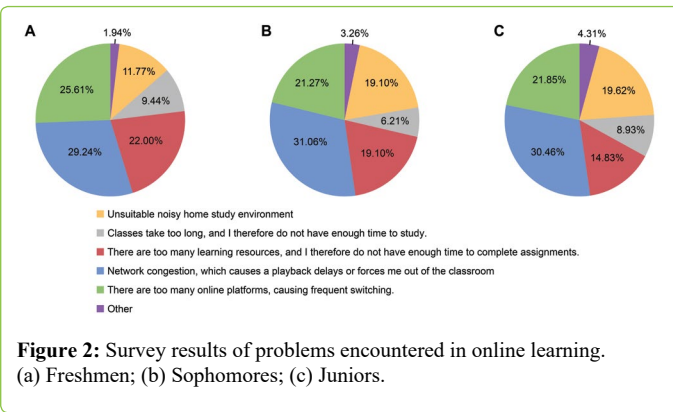 A
B
C
1.94%
3.26%
4.31%
11.77%
9.44%
22.00%
29.24%
25.61%
19.10%
6.21%
19.10%
31.06%
21.27%
19.62%
8.93%
14.83%
30.46%
21.85%
Unsuitable noisy home study environment
Classes take too long, and I therefore do not have enough time to study.
There are too many learning resources, and I therefore do not have enough time to complete assignments.
Network congestion, which causes a playback delays or forces me out of the classroom
There are too many online platforms, causing frequent switching.
Other
Figure 2: Survey results of problems encountered in online learning.
(a) Freshmen; (b) Sophomores; (c) Juniors.